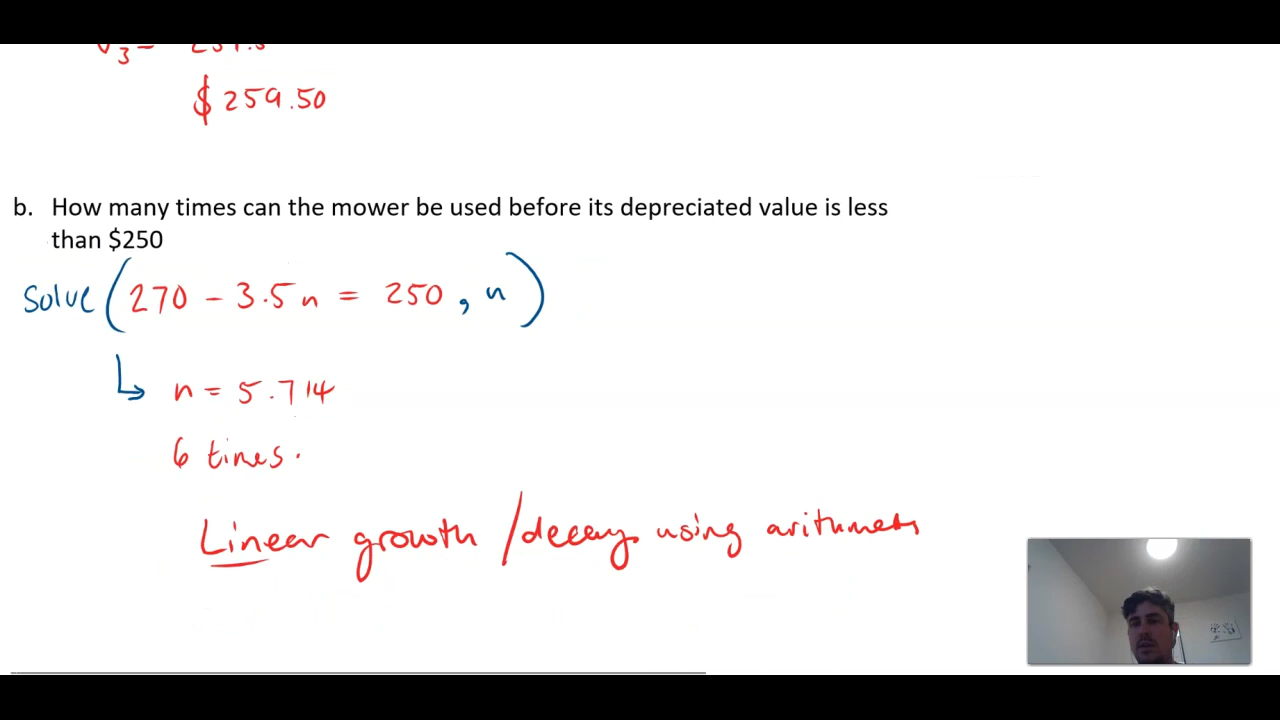 $259.50
b. How many times can the mower be used before its depreciated value is less
than $250
Solve(270 - 3.5n = 250, n)
↳ n = 5.714
6 times.
Linear growth/decay using